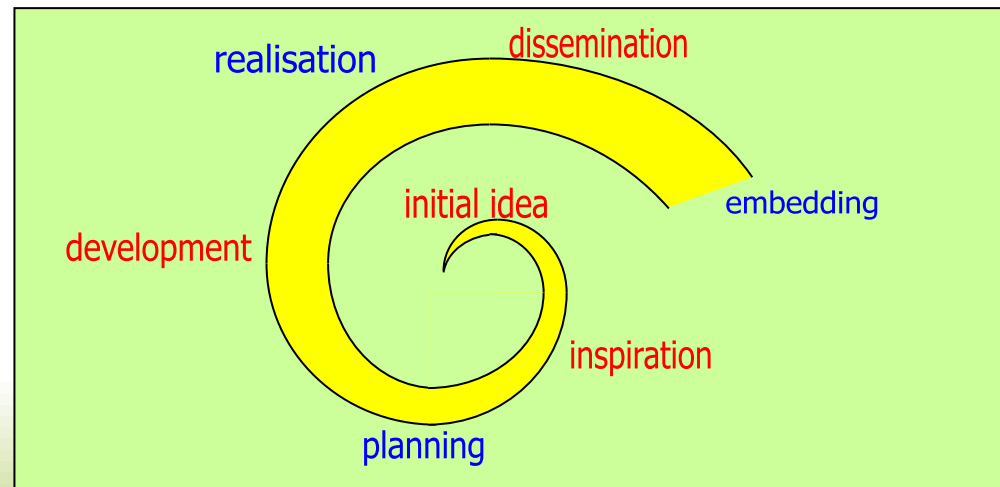 dissemination
realisation
initial idea
embedding
development
inspiration
planning